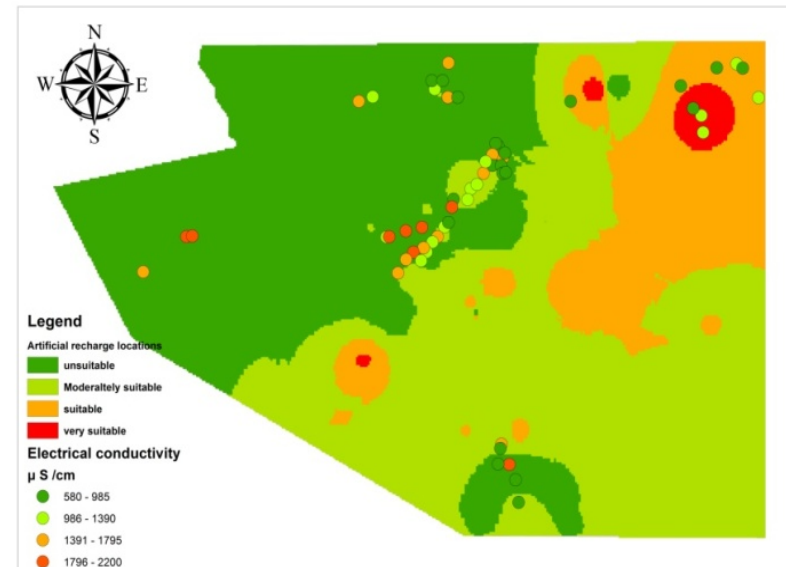 N
W E
S
Legend
Artificial recharge locations
unsuitable
Moderaltely suitable
suitable
very suitable
Electrical conductivity
µ S /cm
580 - 985
986 - 1390
1391 - 1795
1796 - 2200